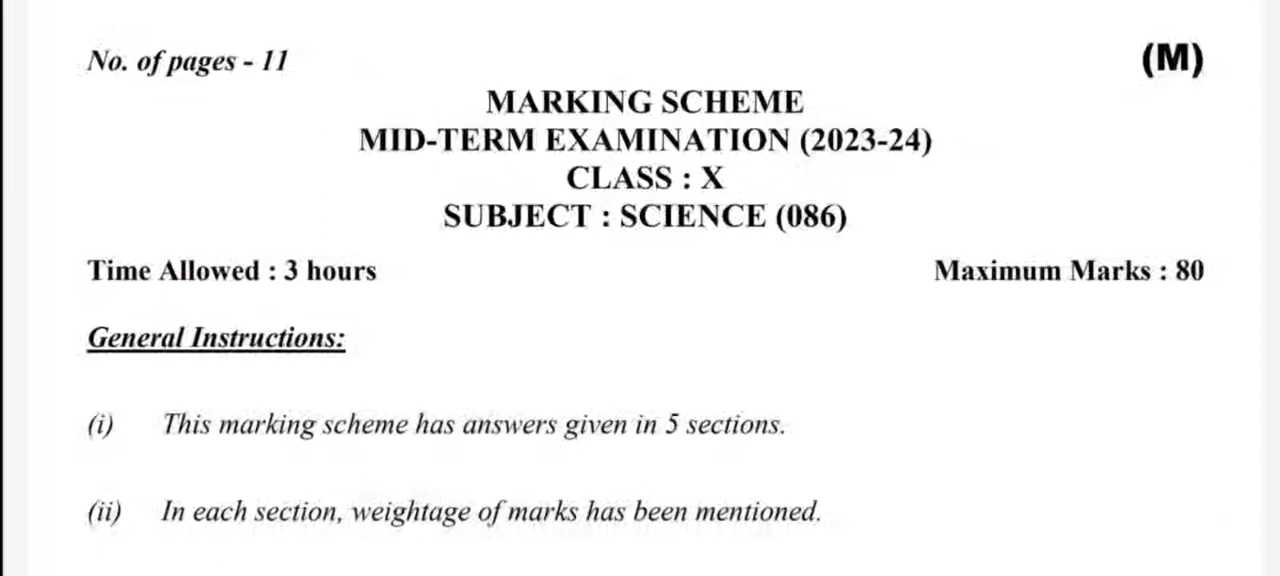 No. of pages - 11 (M)
MARKING SCHEME
MID-TERM EXAMINATION (2023-24)
CLASS : X
SUBJECT : SCIENCE (086)
Time Allowed : 3 hours Maximum Marks : 80
General Instructions:
(i) This marking scheme has answers given in 5 sections.
(ii) In each section, weightage of marks has been mentioned.